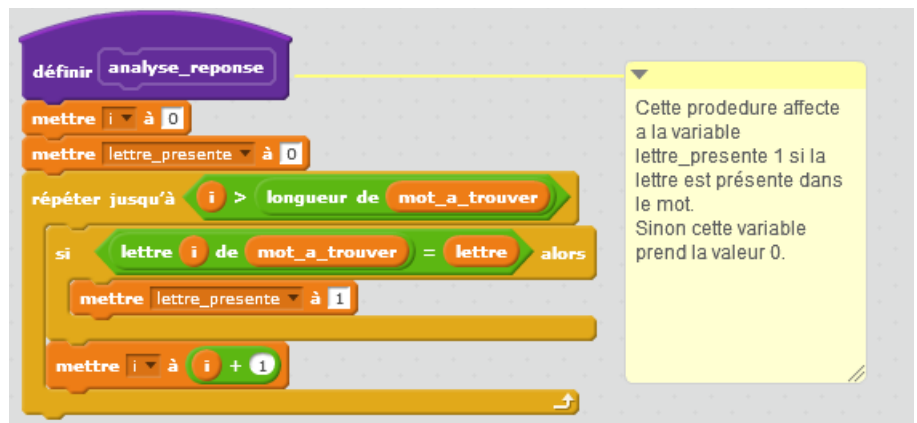 définir analyse_reponse
mettre i à 0
mettre lettre_presente à 0
répéter jusqu'à i > longueur de mot_a_trouver
si lettre i de mot_a_trouver = lettre alors
mettre lettre_presente à 1
mettre i à i + 1
Cette prodedure affecte
a la variable
lettre_presente 1 si la
lettre est présente dans
le mot.
Sinon cette variable
prend la valeur 0.